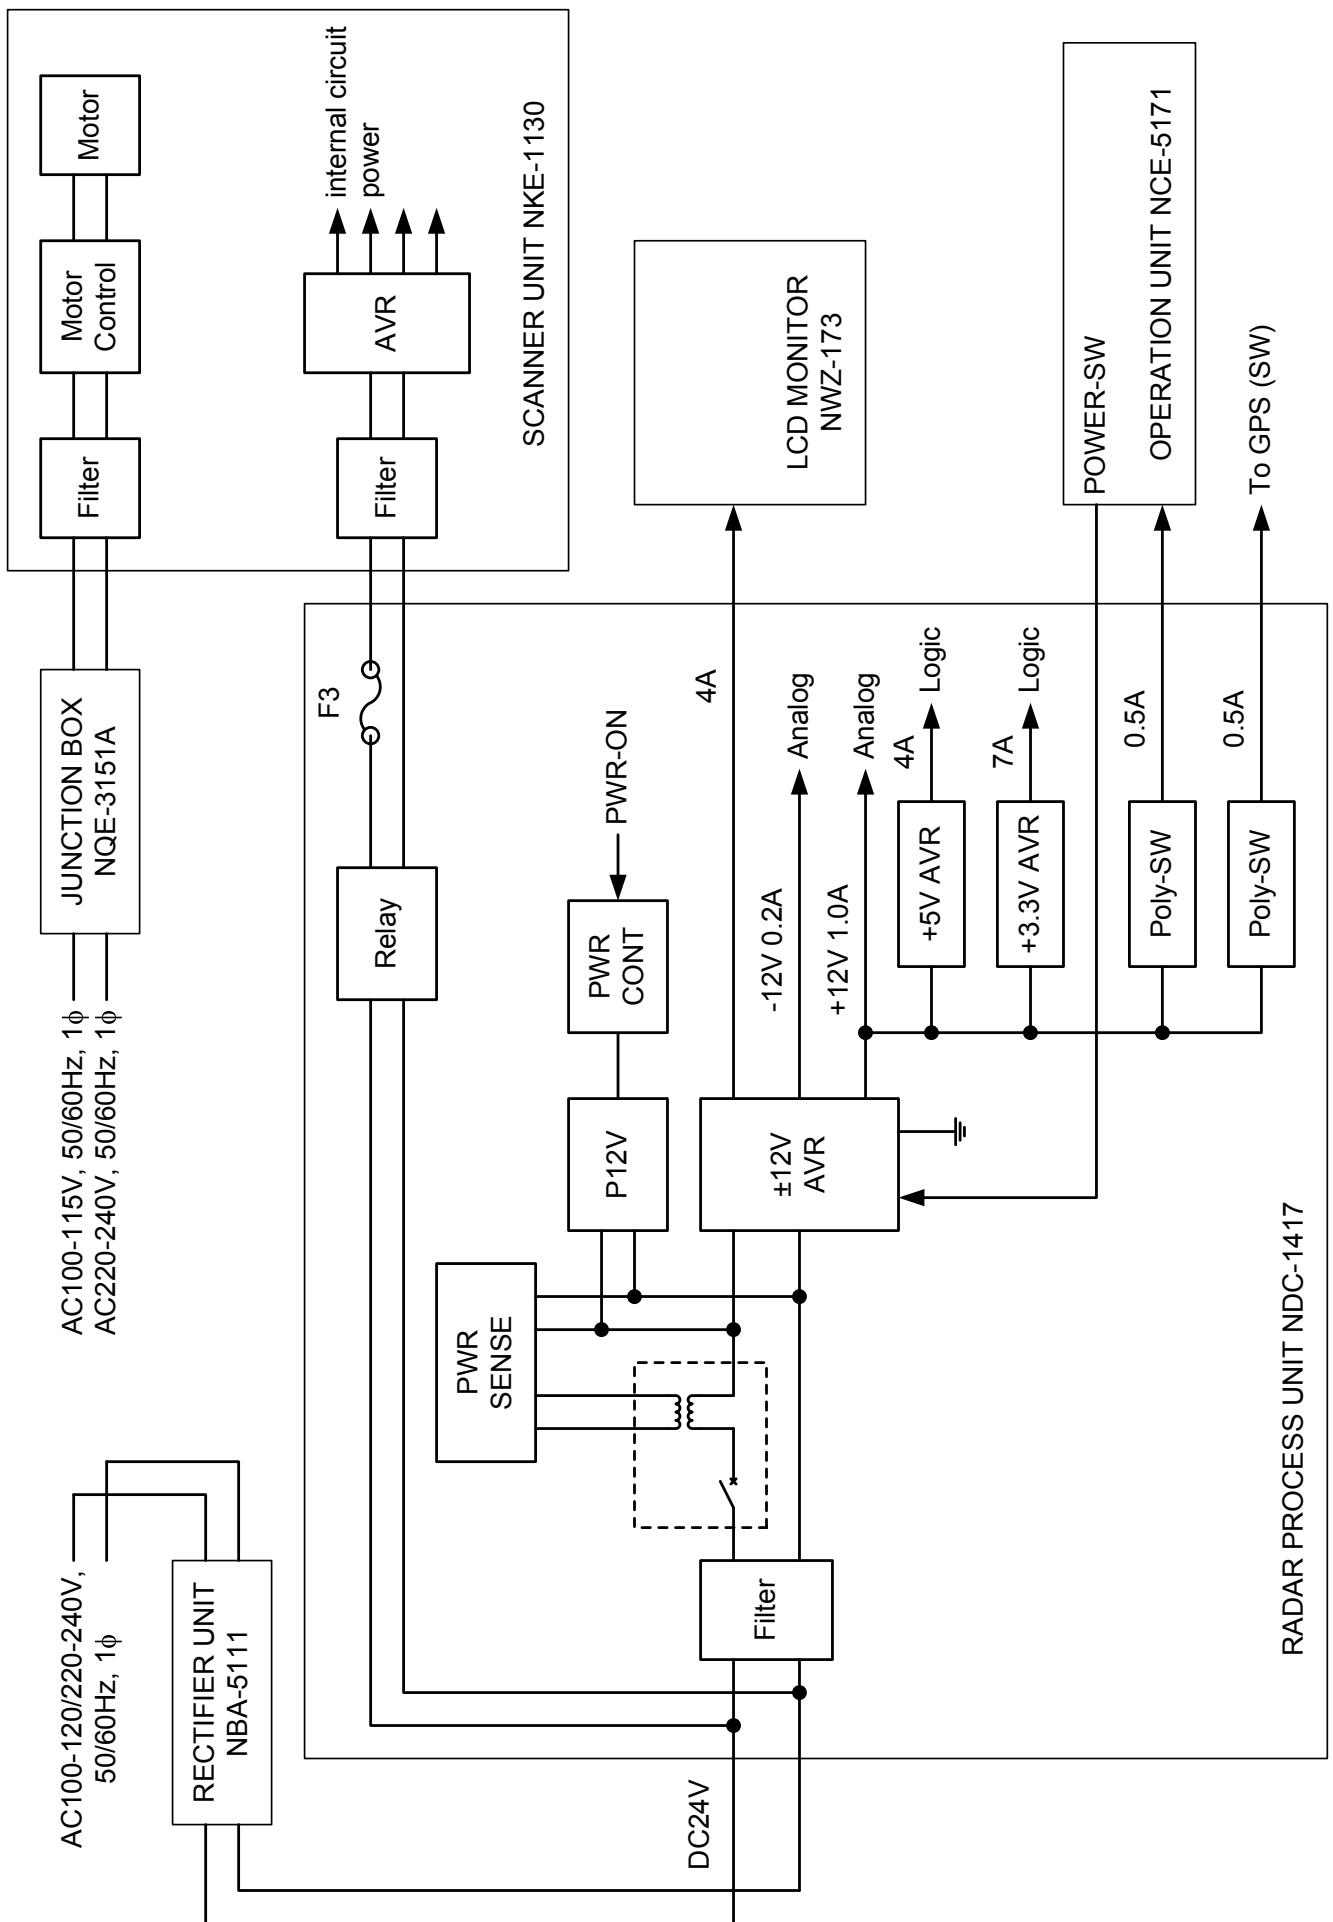 AC100-120/220-240V,
50/60Hz, 1ϕ
RECTIFIER UNIT
NBA-5111
DC24V
AC100-115V, 50/60Hz, 1ϕ
AC220-240V, 50/60Hz, 1ϕ
JUNCTION BOX
NQE-3151A
Filter
Motor
Control
Motor
Filter
AVR
internal circuit
power
SCANNER UNIT NKE-1130
Relay
F3
PWR
SENSE
P12V
PWR
CONT
PWR-ON
Filter
±12V
AVR
4A
-12V 0.2A
Analog
+12V 1.0A
Analog
+5V AVR
4A
Logic
+3.3V AVR
7A
Logic
Poly-SW
0.5A
Poly-SW
0.5A
RADAR PROCESS UNIT NDC-1417
LCD MONITOR
NWZ-173
POWER-SW
OPERATION UNIT NCE-5171
To GPS (SW)